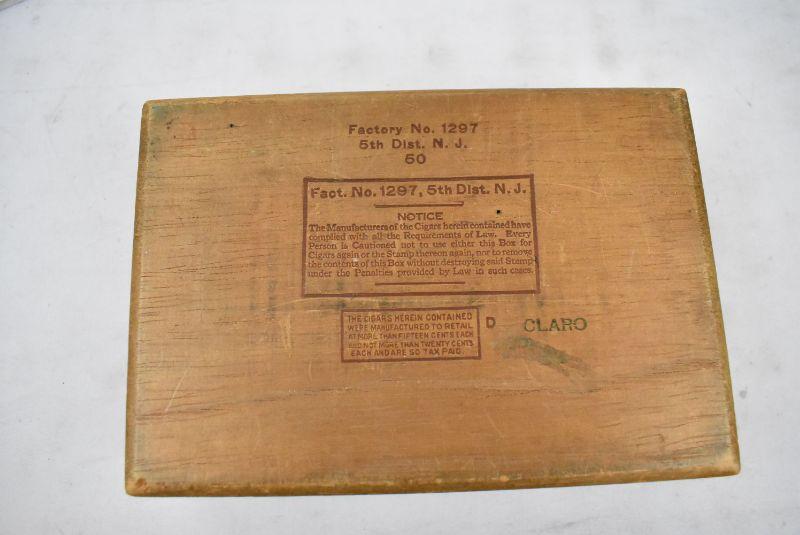 Factory No. 1297
5th Dist. N. J.
50
Fact. No. 1297, 5th Dist. N. J.
NOTICE
The Manufacturers of the Cigars herein contained have
complied with all the Requirements of Law. Every
Person is Cautioned not to use either this Box for
Cigars again or the Stamp thereon again, nor to remove
the contents of this Box without destroying said Stamp
under the Penalties provided by Law in such cases.
THE CIGARS HEREIN CONTAINED
WERE MANUFACTURED TO RETAIL
AT MORE THAN FIFTEEN CENTS EACH
AND NOT MORE THAN TWENTY CENTS
EACH AND ARE SO TAX PAID.
D CLARO